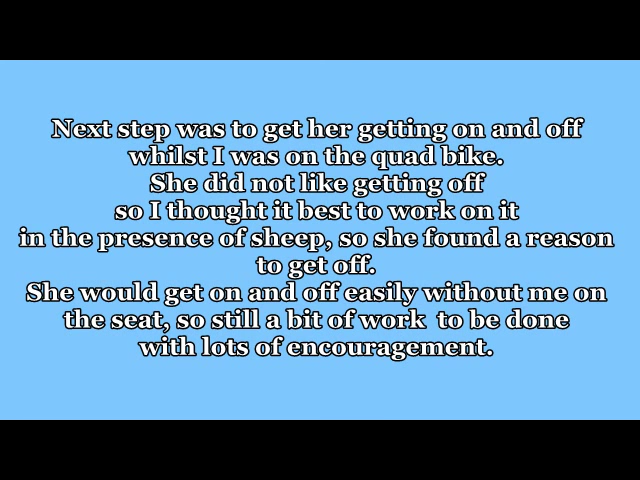 Next step was to get her getting on and off
whilst I was on the quad bike.
She did not like getting off
so I thought it best to work on it
in the presence of sheep, so she found a reason
to get off.
She would get on and off easily without me on
the seat, so still a bit of work  to be done
with lots of encouragement.